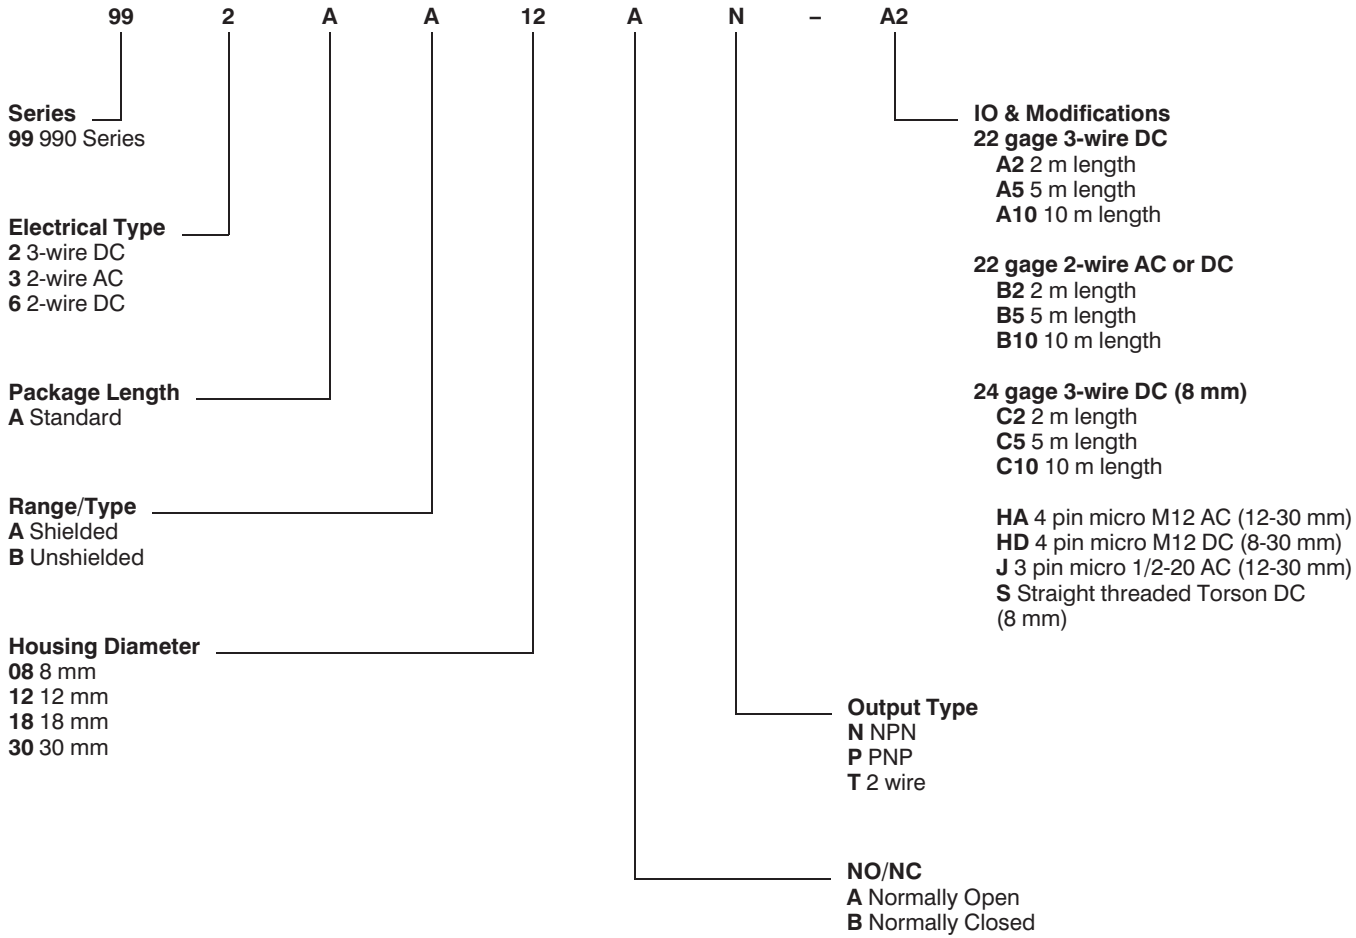 99 2 A A 12 A N – A2
Series
99 990 Series
Electrical Type
2 3-wire DC
3 2-wire AC
6 2-wire DC
Package Length
A Standard
Range/Type
A Shielded
B Unshielded
Housing Diameter
08 8 mm
12 12 mm
18 18 mm
30 30 mm
IO & Modifications
22 gage 3-wire DC
A2 2 m length
A5 5 m length
A10 10 m length
22 gage 2-wire AC or DC
B2 2 m length
B5 5 m length
B10 10 m length
24 gage 3-wire DC (8 mm)
C2 2 m length
C5 5 m length
C10 10 m length
HA 4 pin micro M12 AC (12-30 mm)
HD 4 pin micro M12 DC (8-30 mm)
J 3 pin micro 1/2-20 AC (12-30 mm)
S Straight threaded Torson DC
(8 mm)
Output Type
N NPN
P PNP
T 2 wire
NO/NC
A Normally Open
B Normally Closed